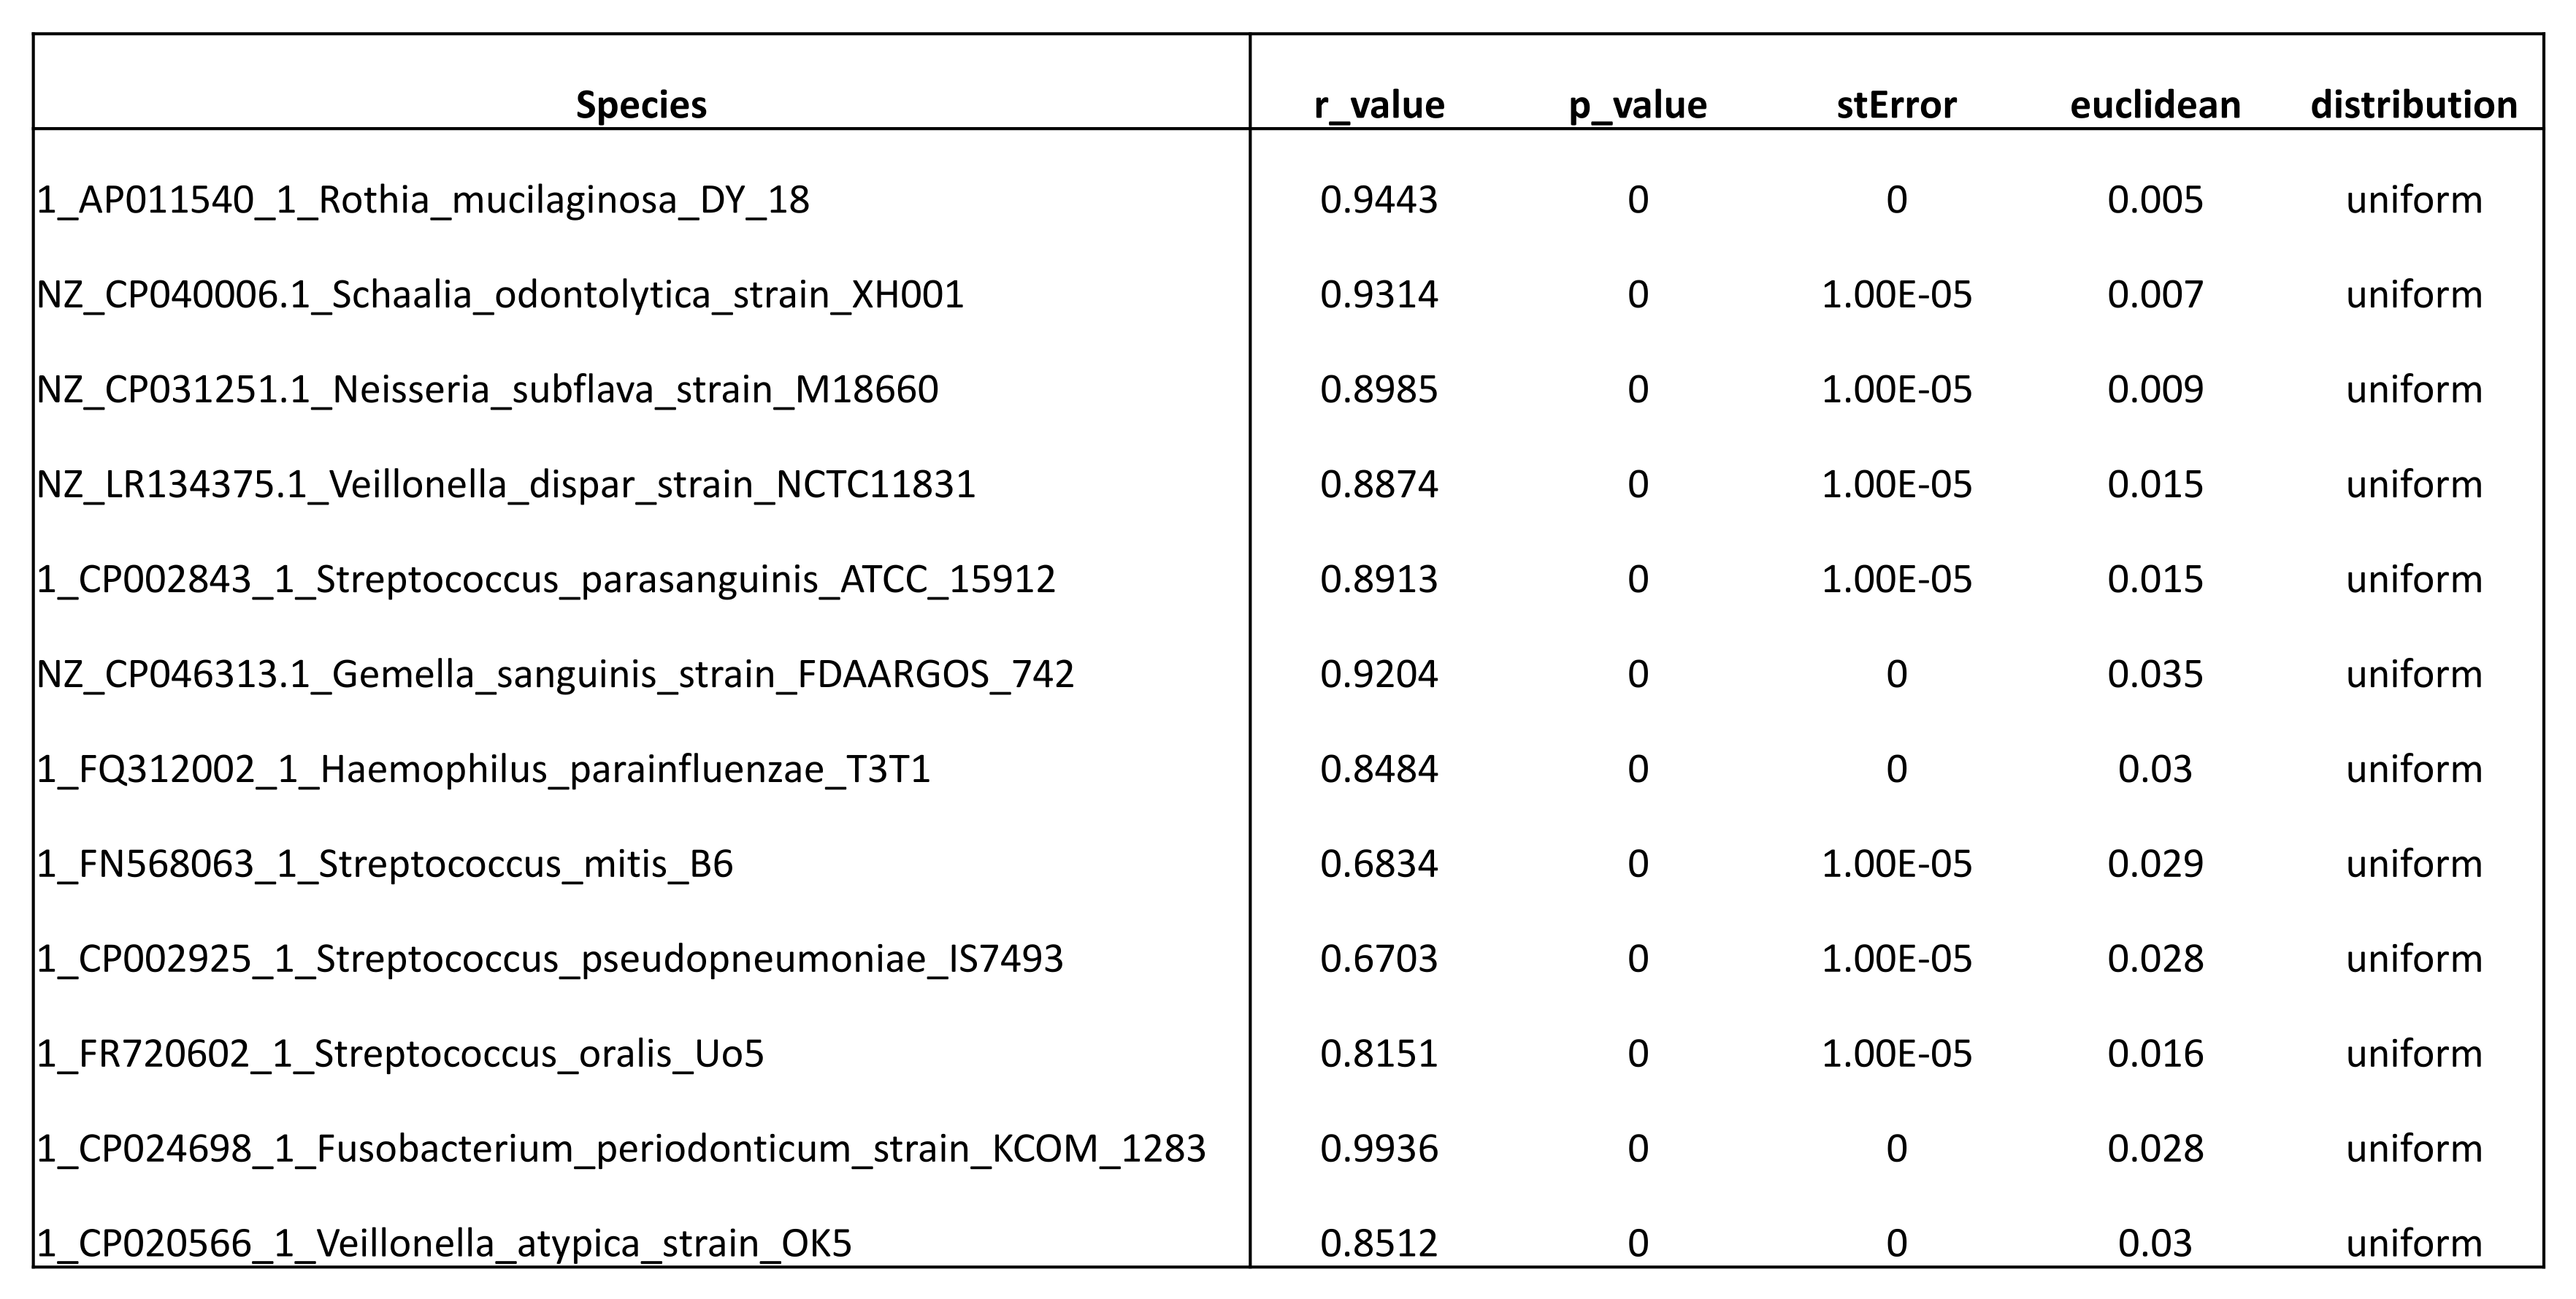 Species r_value p_value stError euclidean distribution
1_AP011540_1_Rothia_mucilaginosa_DY_18 0.9443 0 0 0.005 uniform
NZ_CP040006.1_Schaalia_odontolytica_strain_XH001 0.9314 0 1.00E-05 0.007 uniform
NZ_CP031251.1_Neisseria_subflava_strain_M18660 0.8985 0 1.00E-05 0.009 uniform
NZ_LR134375.1_Veillonella_dispar_strain_NCTC11831 0.8874 0 1.00E-05 0.015 uniform
1_CP002843_1_Streptococcus_parasanguinis_ATCC_15912 0.8913 0 1.00E-05 0.015 uniform
NZ_CP046313.1_Gemella_sanguinis_strain_FDAARGOS_742 0.9204 0 0 0.035 uniform
1_FQ312002_1_Haemophilus_parainfluenzae_T3T1 0.8484 0 0 0.03 uniform
1_FN568063_1_Streptococcus_mitis_B6 0.6834 0 1.00E-05 0.029 uniform
1_CP002925_1_Streptococcus_pseudopneumoniae_IS7493 0.6703 0 1.00E-05 0.028 uniform
1_FR720602_1_Streptococcus_oralis_Uo5 0.8151 0 1.00E-05 0.016 uniform
1_CP024698_1_Fusobacterium_periodonticum_strain_KCOM_1283 0.9936 0 0 0.028 uniform
1_CP020566_1_Veillonella_atypica_strain_OK5 0.8512 0 0 0.03 uniform